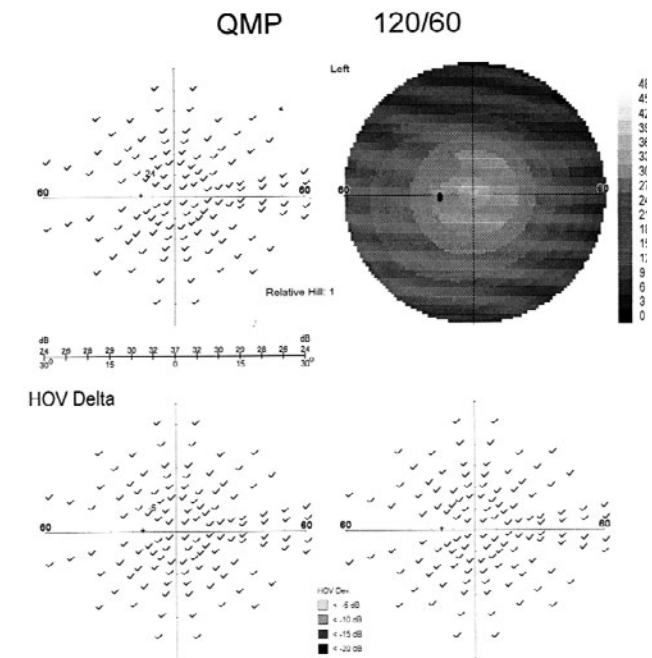 QMP 120/60
Left
48
45
42
39
36
33
30
27
24
21
18
15
12
9
6
3
0
24
60 60
60 60
Relative Hill: 1
dB dB
24 26 28 30 32 37 32 30 28 26 24
30° 15 0 15 30°
HOV Delta
5
60 60
60 60
HOV Dev
< -5 dB
< -10 dB
< -15 dB
< -20 dB